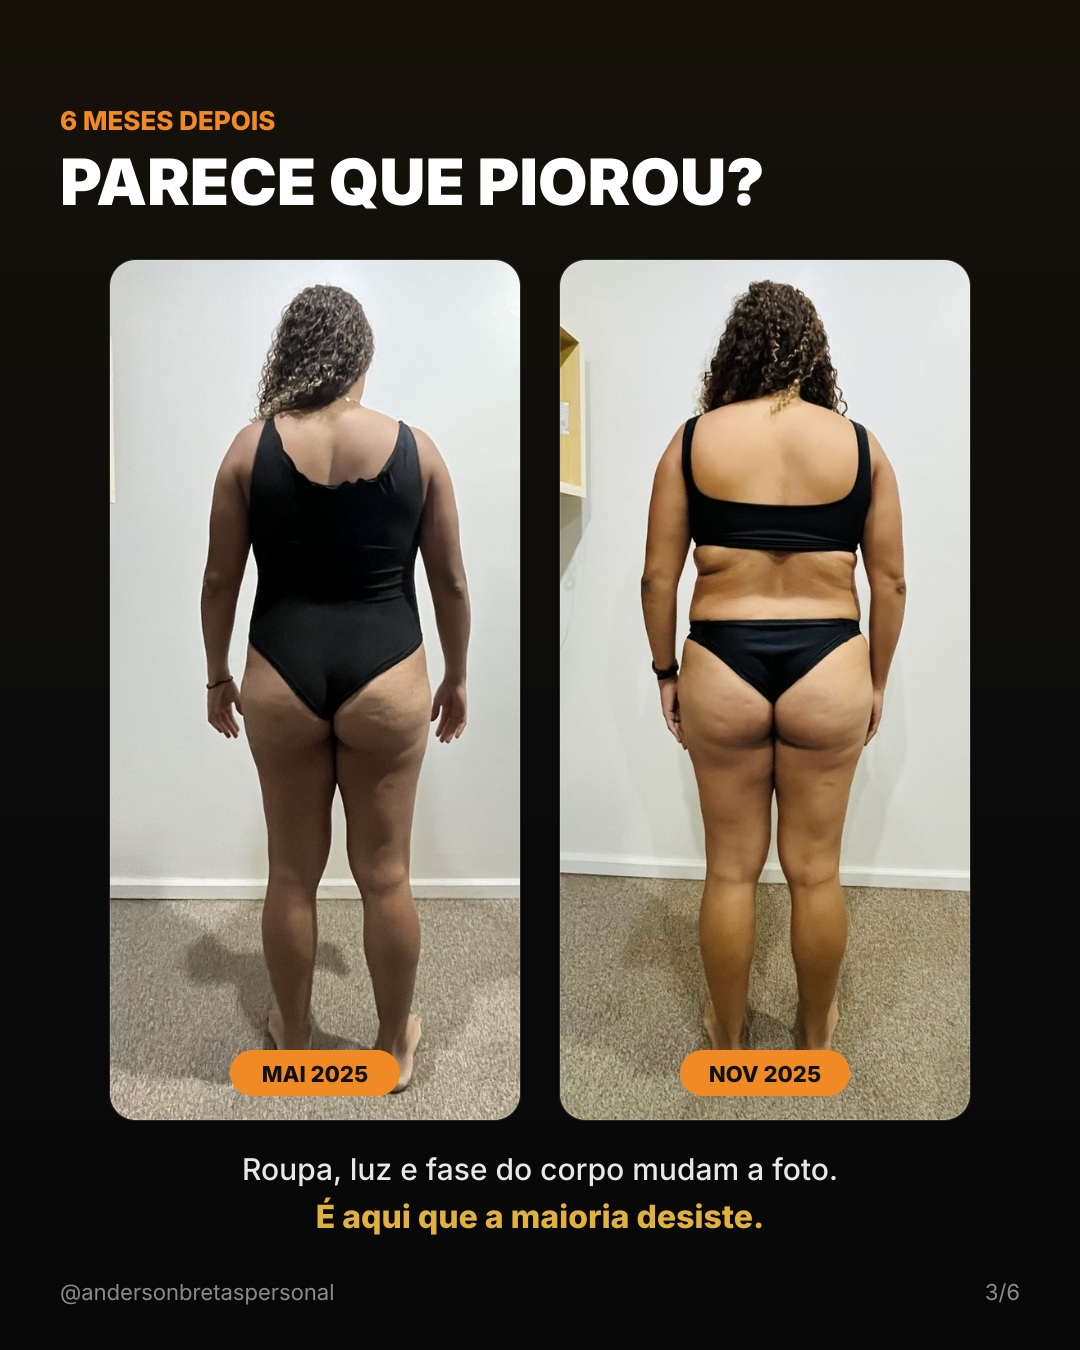 6 MESES DEPOIS
PARECE QUE PIOROU?
MAI 2025
NOV 2025
Roupa, luz e fase do corpo mudam a foto.
É aqui que a maioria desiste.
@andersonbretaspersonal
3/6